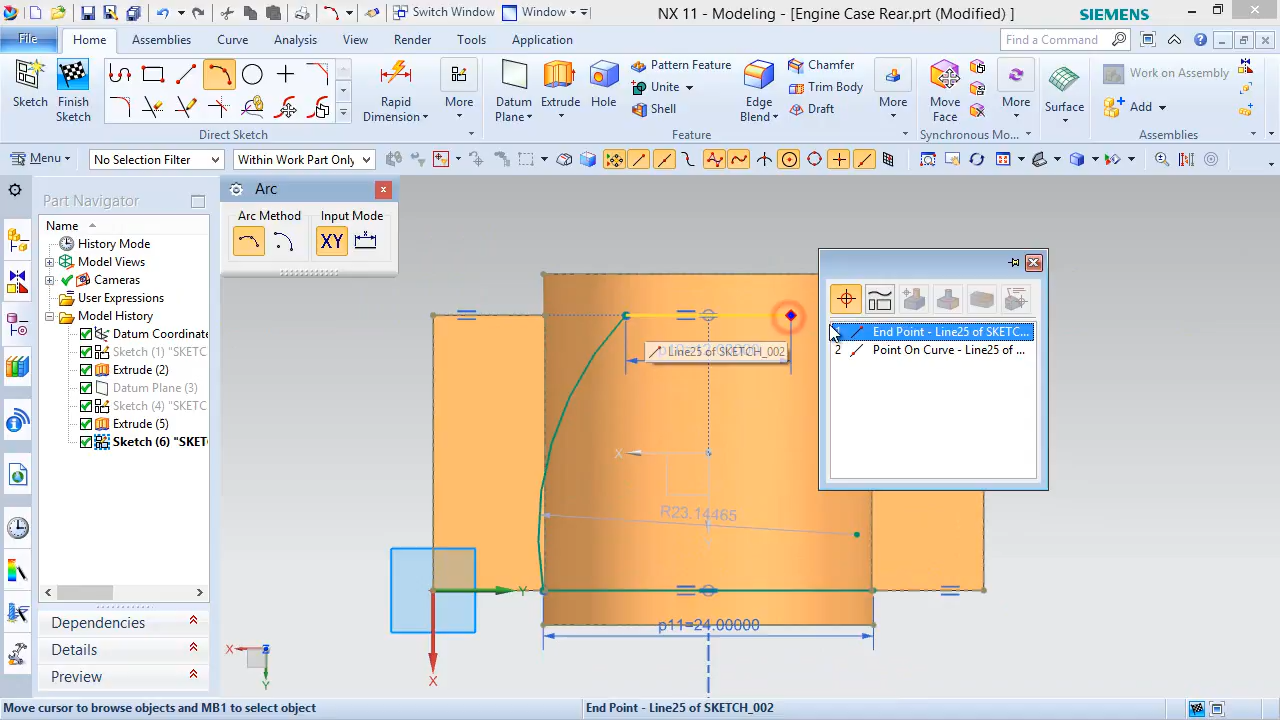 Switch Window
Window
NX 11 - Modeling - [Engine Case Rear.prt (Modified) ]
SIEMENS
File
Home
Assemblies
Curve
Analysis
View
Render
Tools
Application
Find a Command
Sketch
Finish
Sketch
Rapid
Dimension
More
Datum
Plane
Extrude
Hole
Pattern Feature
Unite
Shell
Edge
Blend
Chamfer
Trim Body
Draft
More
Move
Face
More
Surface
Work on Assembly
Add
Direct Sketch
Feature
Synchronous Mo...
Assemblies
Menu
No Selection Filter
Within Work Part Only
Part Navigator
Name
History Mode
Model Views
Cameras
User Expressions
Model History
Datum Coordinate
Sketch (1) "SKETC
Extrude (2)
Datum Plane (3)
Sketch (4) "SKETC
Extrude (5)
Sketch (6) "SKET
Dependencies
Details
Preview
Arc
Arc Method
Input Mode
XY
End Point - Line25 of SKETC...
2 Point On Curve - Line25 of ...
Line25 of SKETCH_002
X
R23.14465
Y
p11=24.00000
X
X
Y
Move cursor to browse objects and MB1 to select object
End Point - Line25 of SKETCH_002